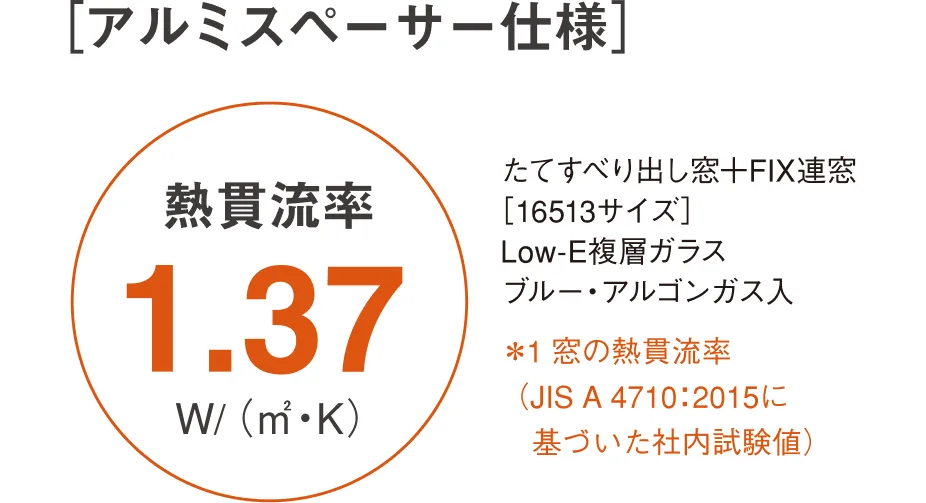 [アルミスペーサー仕様]
熱貫流率
1.37
W/（㎡・K）
たてすべり出し窓＋FIX連窓
[16513サイズ]
Low-E複層ガラス
ブルー・アルゴンガス入
＊1 窓の熱貫流率
（JIS A 4710：2015に
基づいた社内試験値）